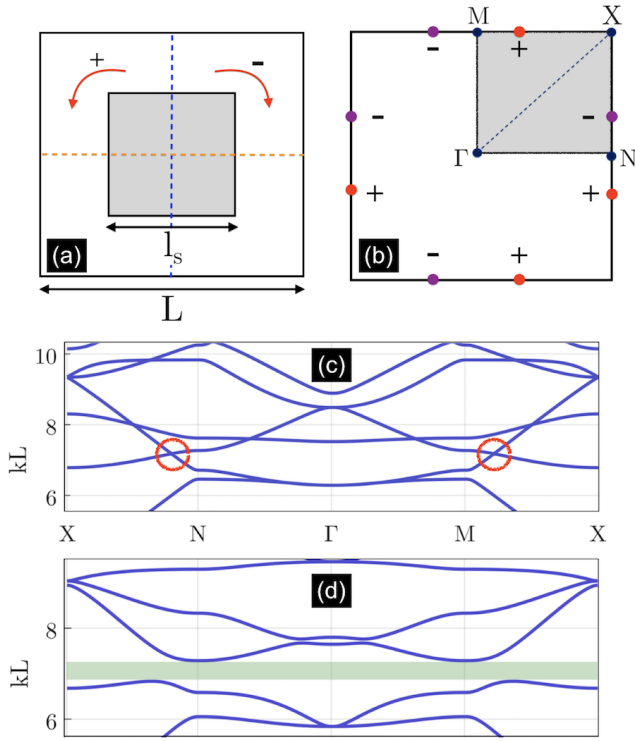 + -
(a)
l_s
L
M X
- +
- -
Γ N
+ +
- +
(b)
10
8
6
kL
(c)
X N Γ M X
8
6
kL
(d)